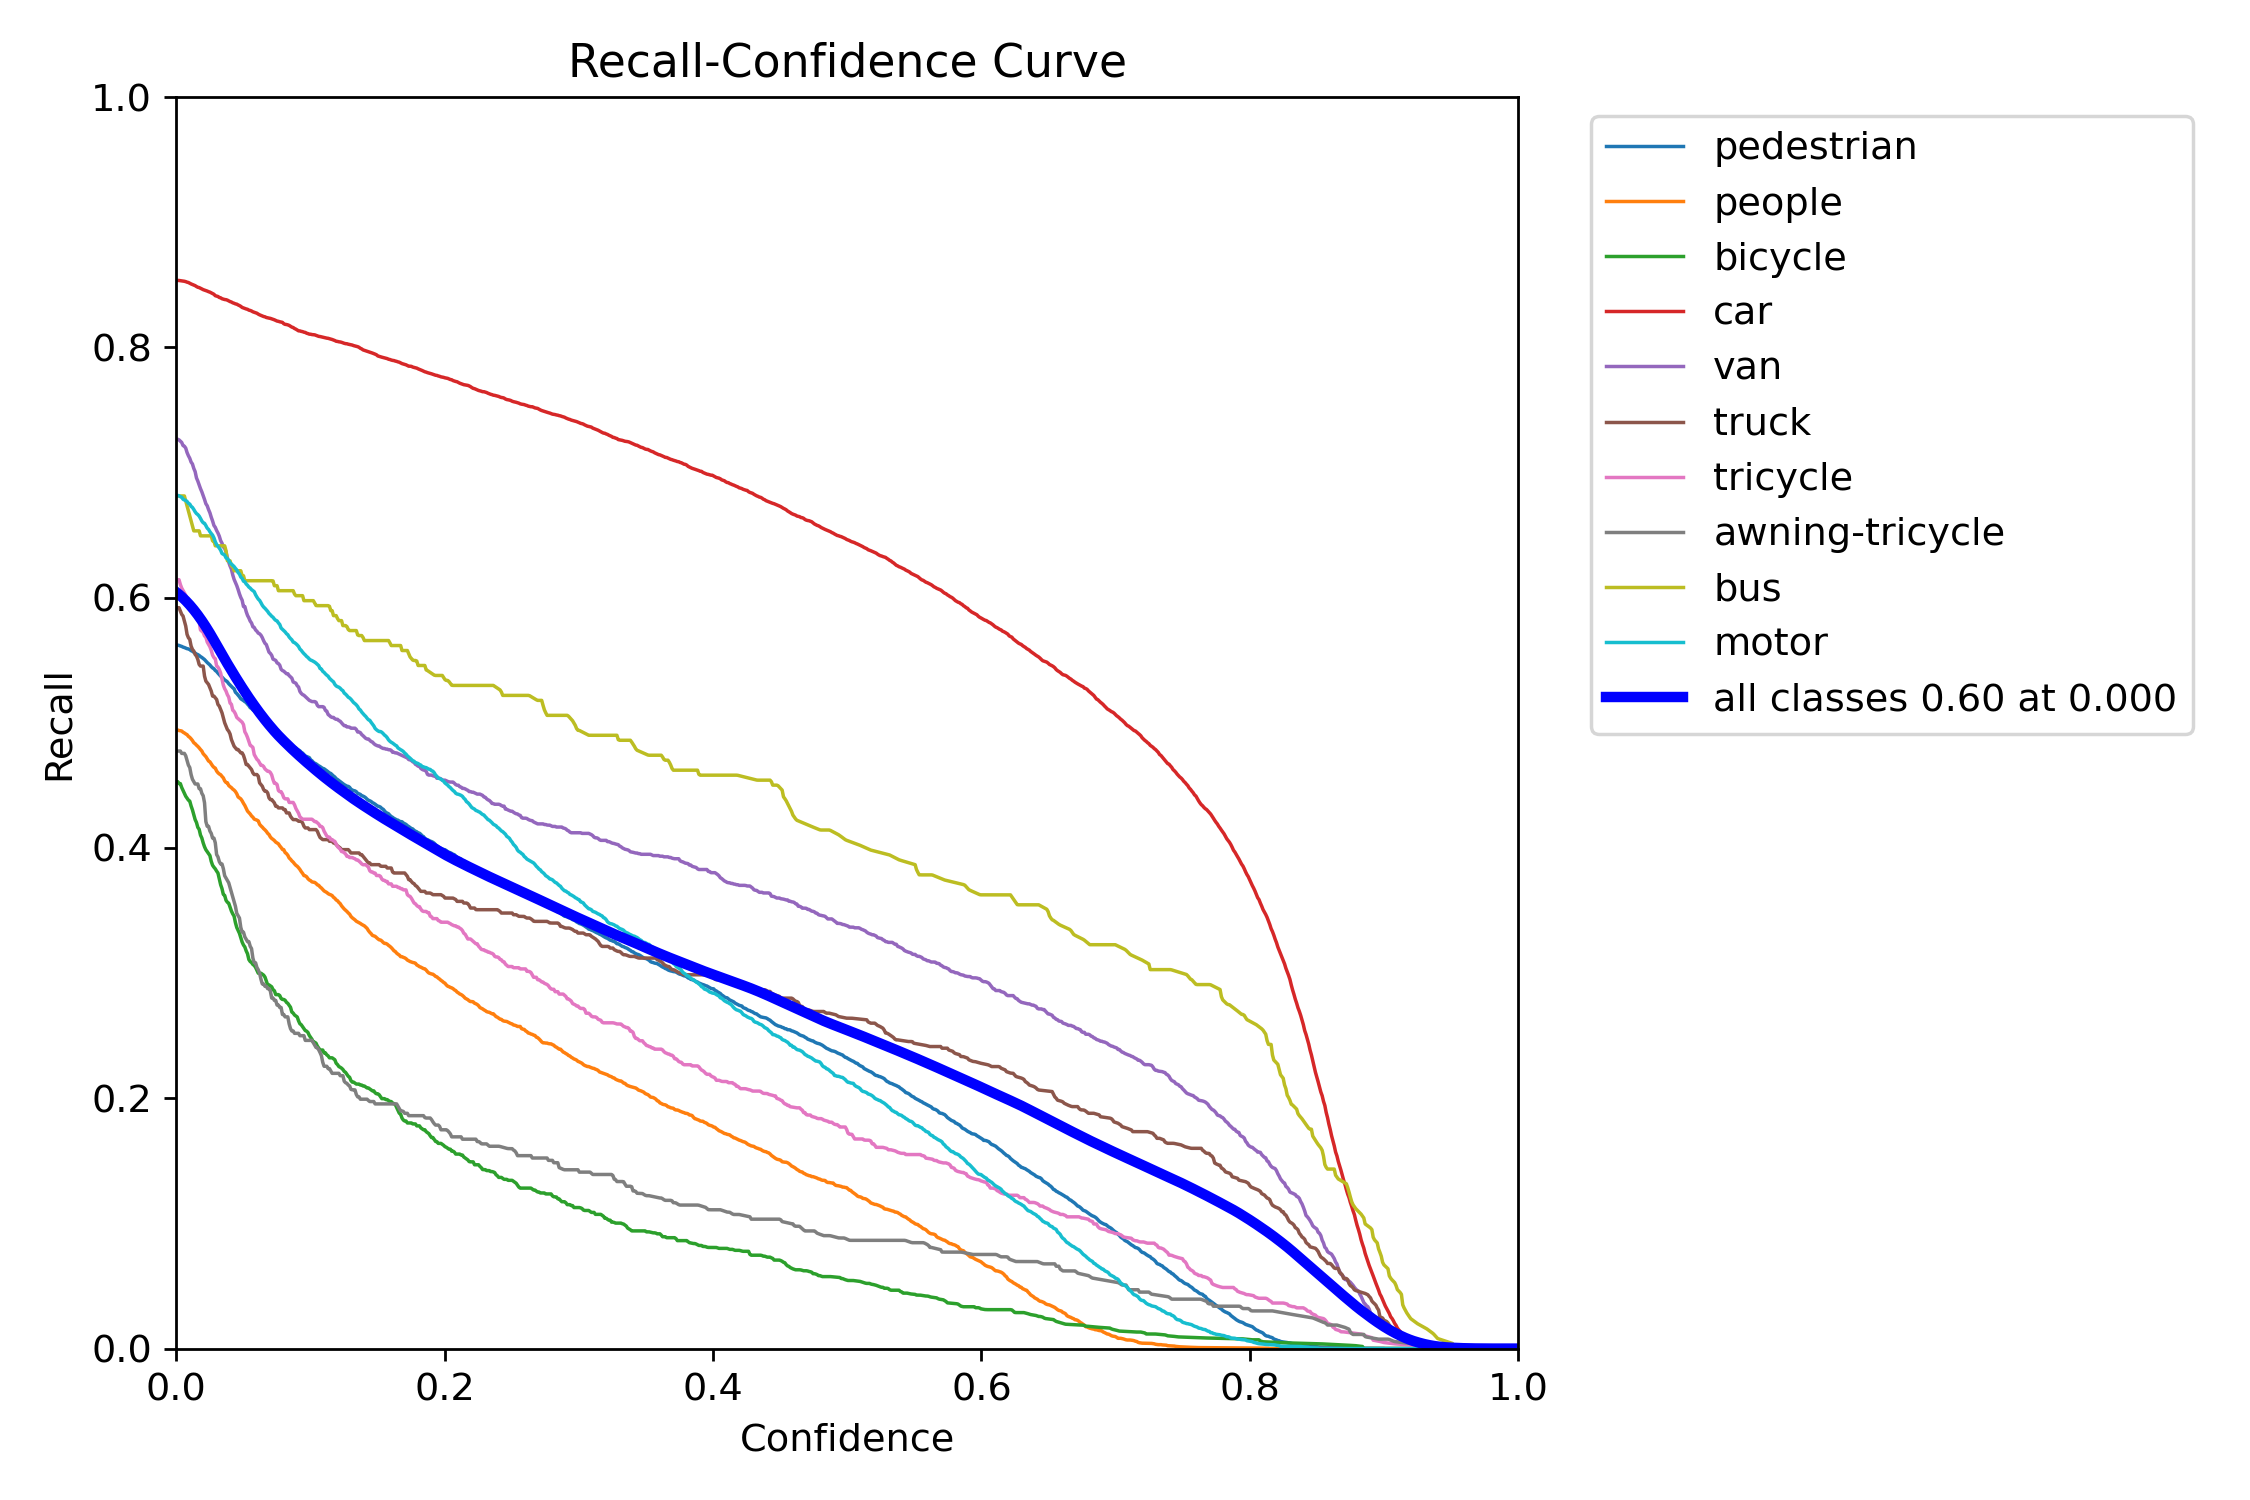 Recall-Confidence Curve
1.0
0.8
0.6
0.4
0.2
0.0
Recall
0.0 0.2 0.4 0.6 0.8 1.0
Confidence
pedestrian
people
bicycle
car
van
truck
tricycle
awning-tricycle
bus
motor
all classes 0.60 at 0.000